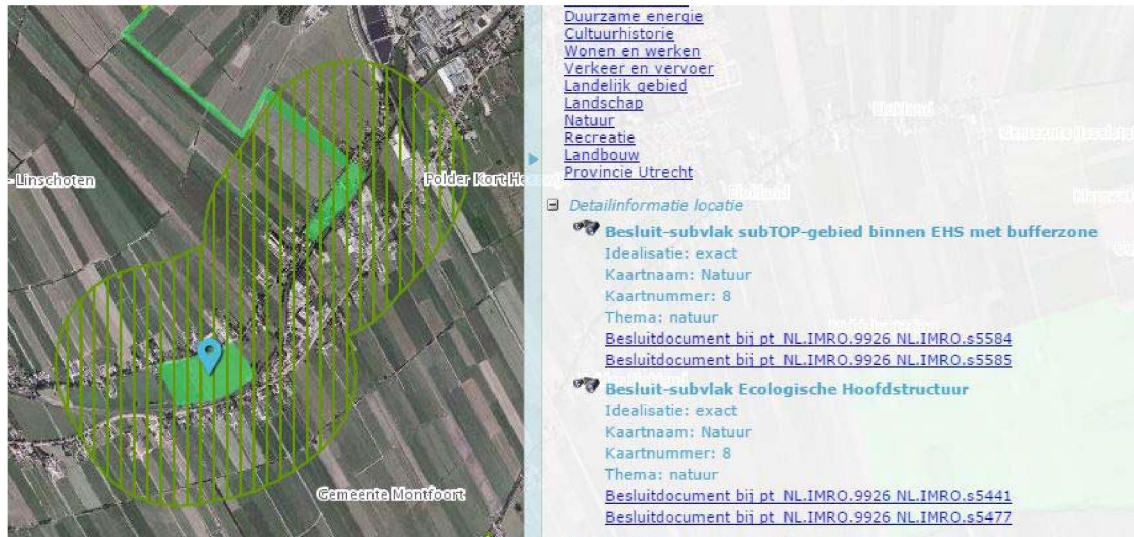 Duurzame energie
Cultuurhistorie
Wonen en werken
Verkeer en vervoer
Landelijk gebied
Landschap
Natuur
Recreatie
Landbouw
Provincie Utrecht
Detailinformatie locatie
Besluit-subvlak subTOP-gebied binnen EHS met bufferzone
Idealisatie: exact
Kaartnaam: Natuur
Kaartnummer: 8
Thema: natuur
Besluitdocument bij pt_NL.IMRO.9926 NL.IMRO.s5584
Besluitdocument bij pt_NL.IMRO.9926 NL.IMRO.s5585
Besluit-subvlak Ecologische Hoofdstructuur
Idealisatie: exact
Kaartnaam: Natuur
Kaartnummer: 8
Thema: natuur
Besluitdocument bij pt_NL.IMRO.9926 NL.IMRO.s5441
Besluitdocument bij pt_NL.IMRO.9926 NL.IMRO.s5477
- Linschoten
Polder Kort
Gemeente Montfoort